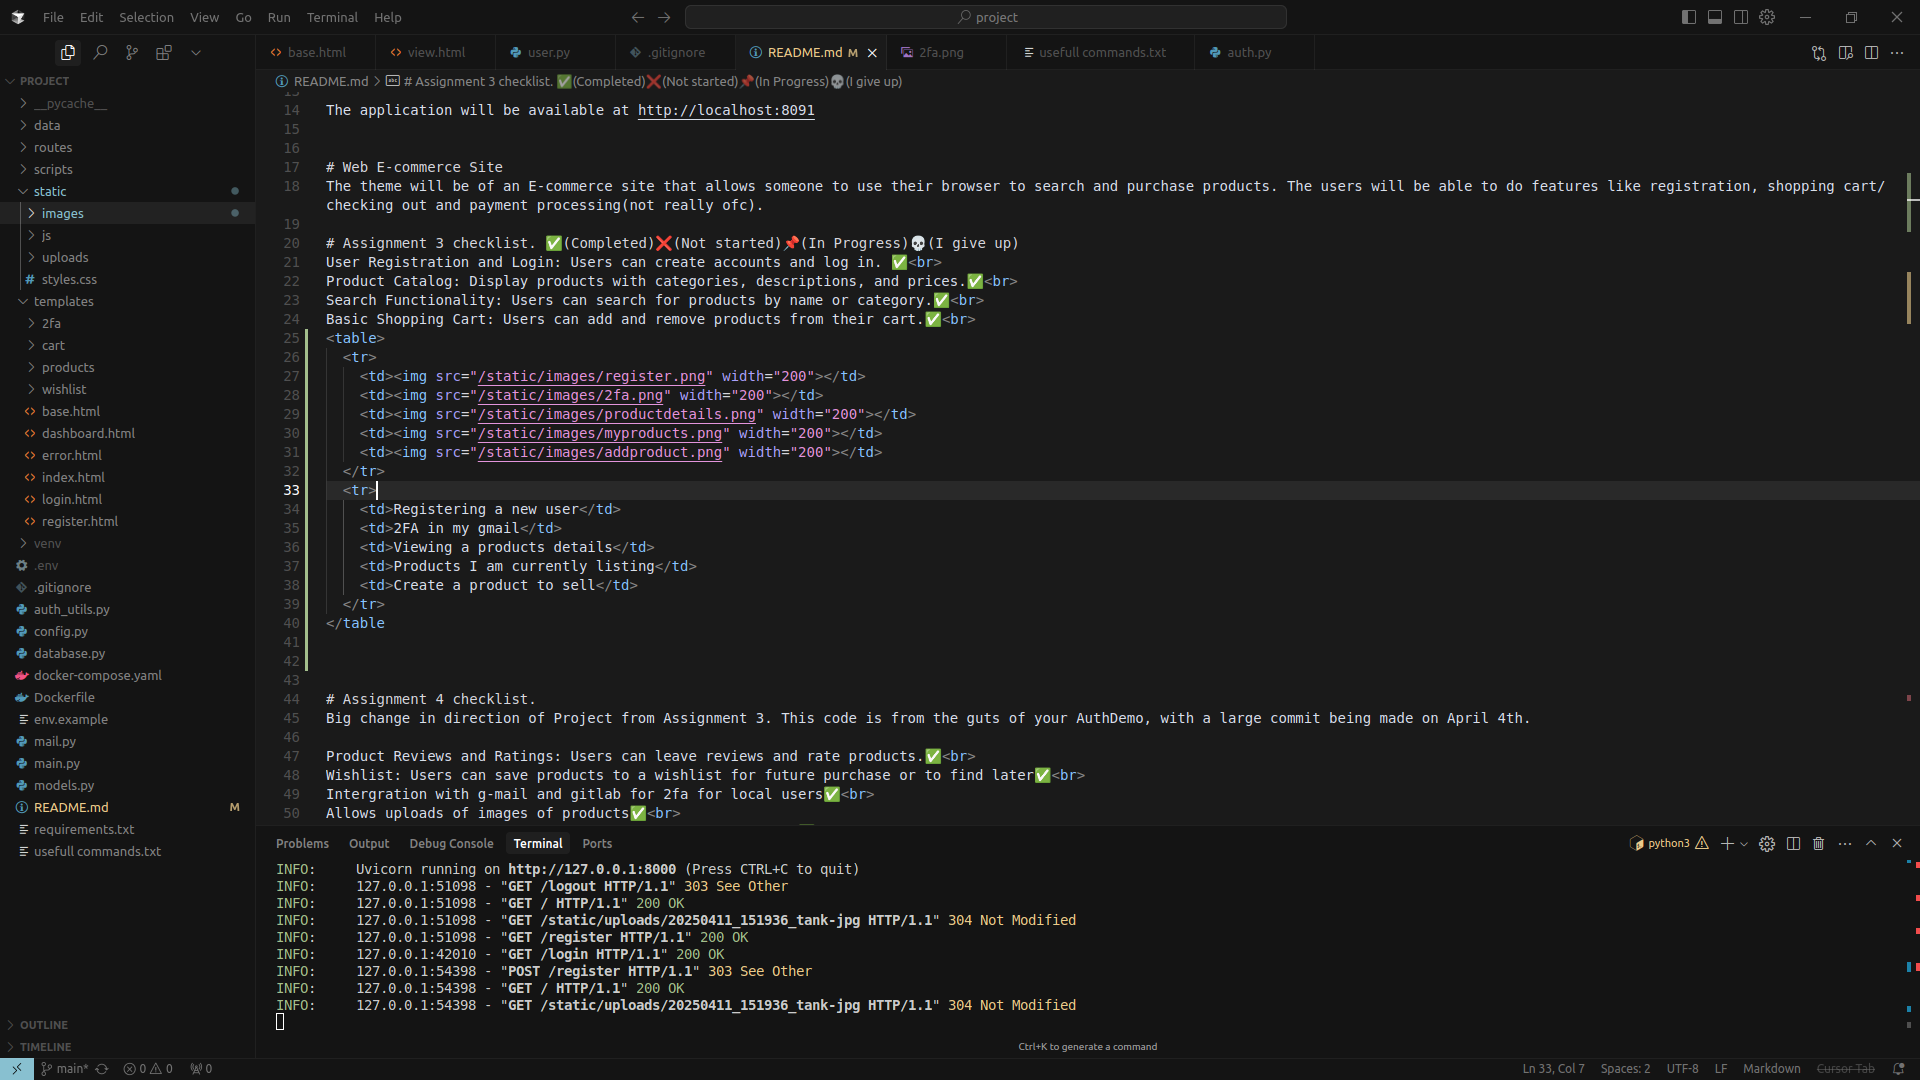 File Edit Selection View Go Run Terminal Help
project
base.html
view.html
user.py
.gitignore
README.md M
2fa.png
usefull commands.txt
auth.py
PROJECT
__pycache__
data
routes
scripts
static
images
js
uploads
# styles.css
templates
2fa
cart
products
wishlist
base.html
dashboard.html
error.html
index.html
login.html
register.html
venv
.env
.gitignore
auth_utils.py
config.py
database.py
docker-compose.yaml
Dockerfile
env.example
mail.py
main.py
models.py
README.md M
requirements.txt
usefull commands.txt
OUTLINE
TIMELINE
README.md > # Assignment 3 checklist. ✅(Completed)❌(Not started)📌(In Progress)💀(I give up)
14 The application will be available at http://localhost:8091
15
16
17 # Web E-commerce Site
18 The theme will be of an E-commerce site that allows someone to use their browser to search and purchase products. The users will be able to do features like registration, shopping cart/
checking out and payment processing(not really ofc).
19
20 # Assignment 3 checklist. ✅(Completed)❌(Not started)📌(In Progress)💀(I give up)
21 User Registration and Login: Users can create accounts and log in. ✅<br>
22 Product Catalog: Display products with categories, descriptions, and prices.✅<br>
23 Search Functionality: Users can search for products by name or category.✅<br>
24 Basic Shopping Cart: Users can add and remove products from their cart.✅<br>
25 <table>
26 <tr>
27 <td><img src="/static/images/register.png" width="200"></td>
28 <td><img src="/static/images/2fa.png" width="200"></td>
29 <td><img src="/static/images/productdetails.png" width="200"></td>
30 <td><img src="/static/images/myproducts.png" width="200"></td>
31 <td><img src="/static/images/addproduct.png" width="200"></td>
32 </tr>
33 <tr>
34 <td>Registering a new user</td>
35 <td>2FA in my gmail</td>
36 <td>Viewing a products details</td>
37 <td>Products I am currently listing</td>
38 <td>Create a product to sell</td>
39 </tr>
40 </table
41
42
43
44 # Assignment 4 checklist.
45 Big change in direction of Project from Assignment 3. This code is from the guts of your AuthDemo, with a large commit being made on April 4th.
46
47 Product Reviews and Ratings: Users can leave reviews and rate products.✅<br>
48 Wishlist: Users can save products to a wishlist for future purchase or to find later✅<br>
49 Intergration with g-mail and gitlab for 2fa for local users✅<br>
50 Allows uploads of images of products✅<br>
Problems Output Debug Console Terminal Ports
python3
INFO: Uvicorn running on http://127.0.0.1:8000 (Press CTRL+C to quit)
INFO: 127.0.0.1:51098 - "GET /logout HTTP/1.1" 303 See Other
INFO: 127.0.0.1:51098 - "GET / HTTP/1.1" 200 OK
INFO: 127.0.0.1:51098 - "GET /static/uploads/20250411_151936_tank-jpg HTTP/1.1" 304 Not Modified
INFO: 127.0.0.1:51098 - "GET /register HTTP/1.1" 200 OK
INFO: 127.0.0.1:42010 - "GET /login HTTP/1.1" 200 OK
INFO: 127.0.0.1:54398 - "POST /register HTTP/1.1" 303 See Other
INFO: 127.0.0.1:54398 - "GET / HTTP/1.1" 200 OK
INFO: 127.0.0.1:54398 - "GET /static/uploads/20250411_151936_tank-jpg HTTP/1.1" 304 Not Modified
Ctrl+K to generate a command
main* 0 0 0
Ln 33, Col 7 Spaces: 2 UTF-8 LF Markdown Cursor Tab